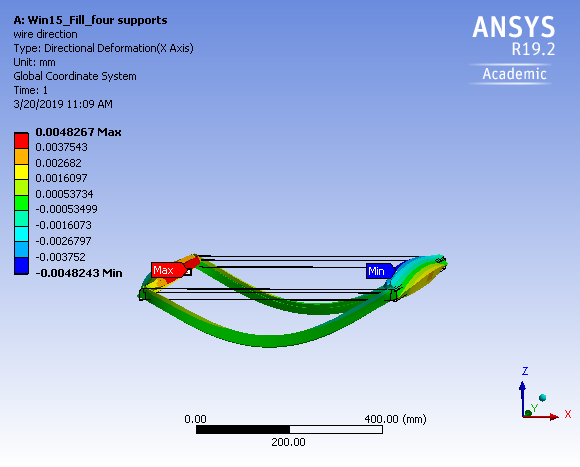 A: Win15_Fill_four supports
wire direction
Type: Directional Deformation(X Axis)
Unit: mm
Global Coordinate System
Time: 1
3/20/2019 11:09 AM
ANSYS
R19.2
Academic
0.0048267 Max
0.0037543
0.002682
0.0016097
0.00053734
-0.00053499
-0.0016073
-0.0026797
-0.003752
-0.0048243 Min
Max
Min
0.00
400.00 (mm)
200.00
Z
Y
X